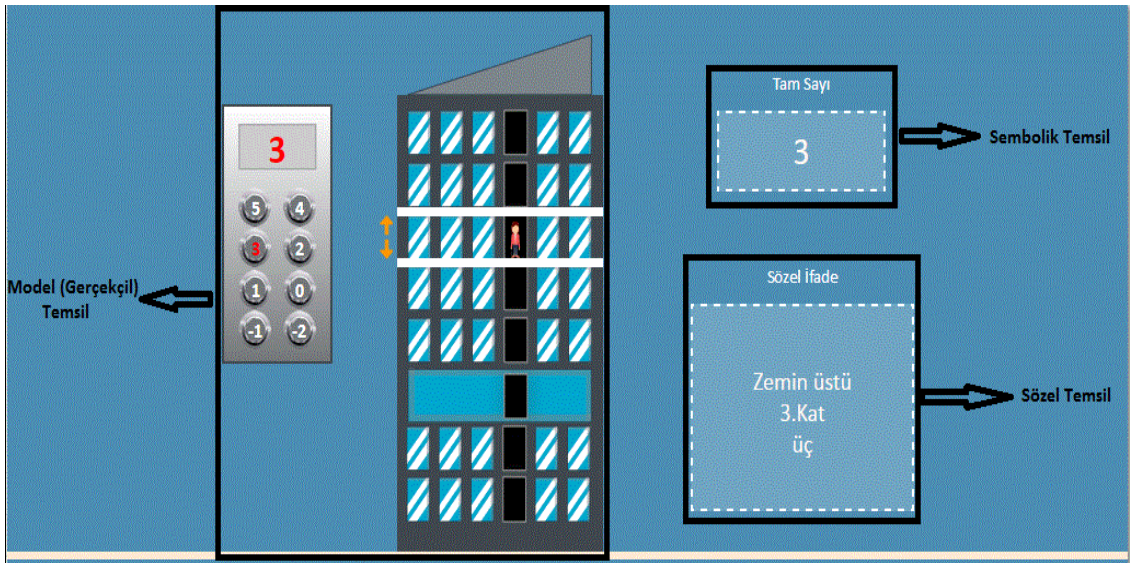 Model (Gerçekçil)
Temsil
3
5 4
3 2
1 0
-1 -2
Tam Sayı
3
Sembolik Temsil
Sözel İfade
Zemin üstü
3.Kat
üç
Sözel Temsil